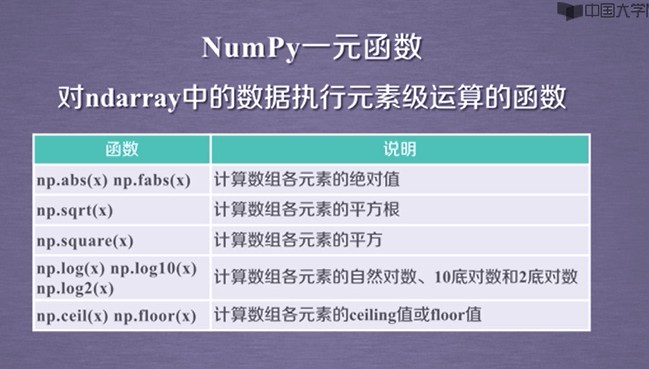 中国大学
NumPy一元函数
对ndarray中的数据执行元素级运算的函数
函数 说明
np.abs(x) np.fabs(x) 计算数组各元素的绝对值
np.sqrt(x) 计算数组各元素的平方根
np.square(x) 计算数组各元素的平方
np.log(x) np.log10(x)
np.log2(x) 计算数组各元素的自然对数、10底对数和2底对数
np.ceil(x) np.floor(x) 计算数组各元素的ceiling值或floor值